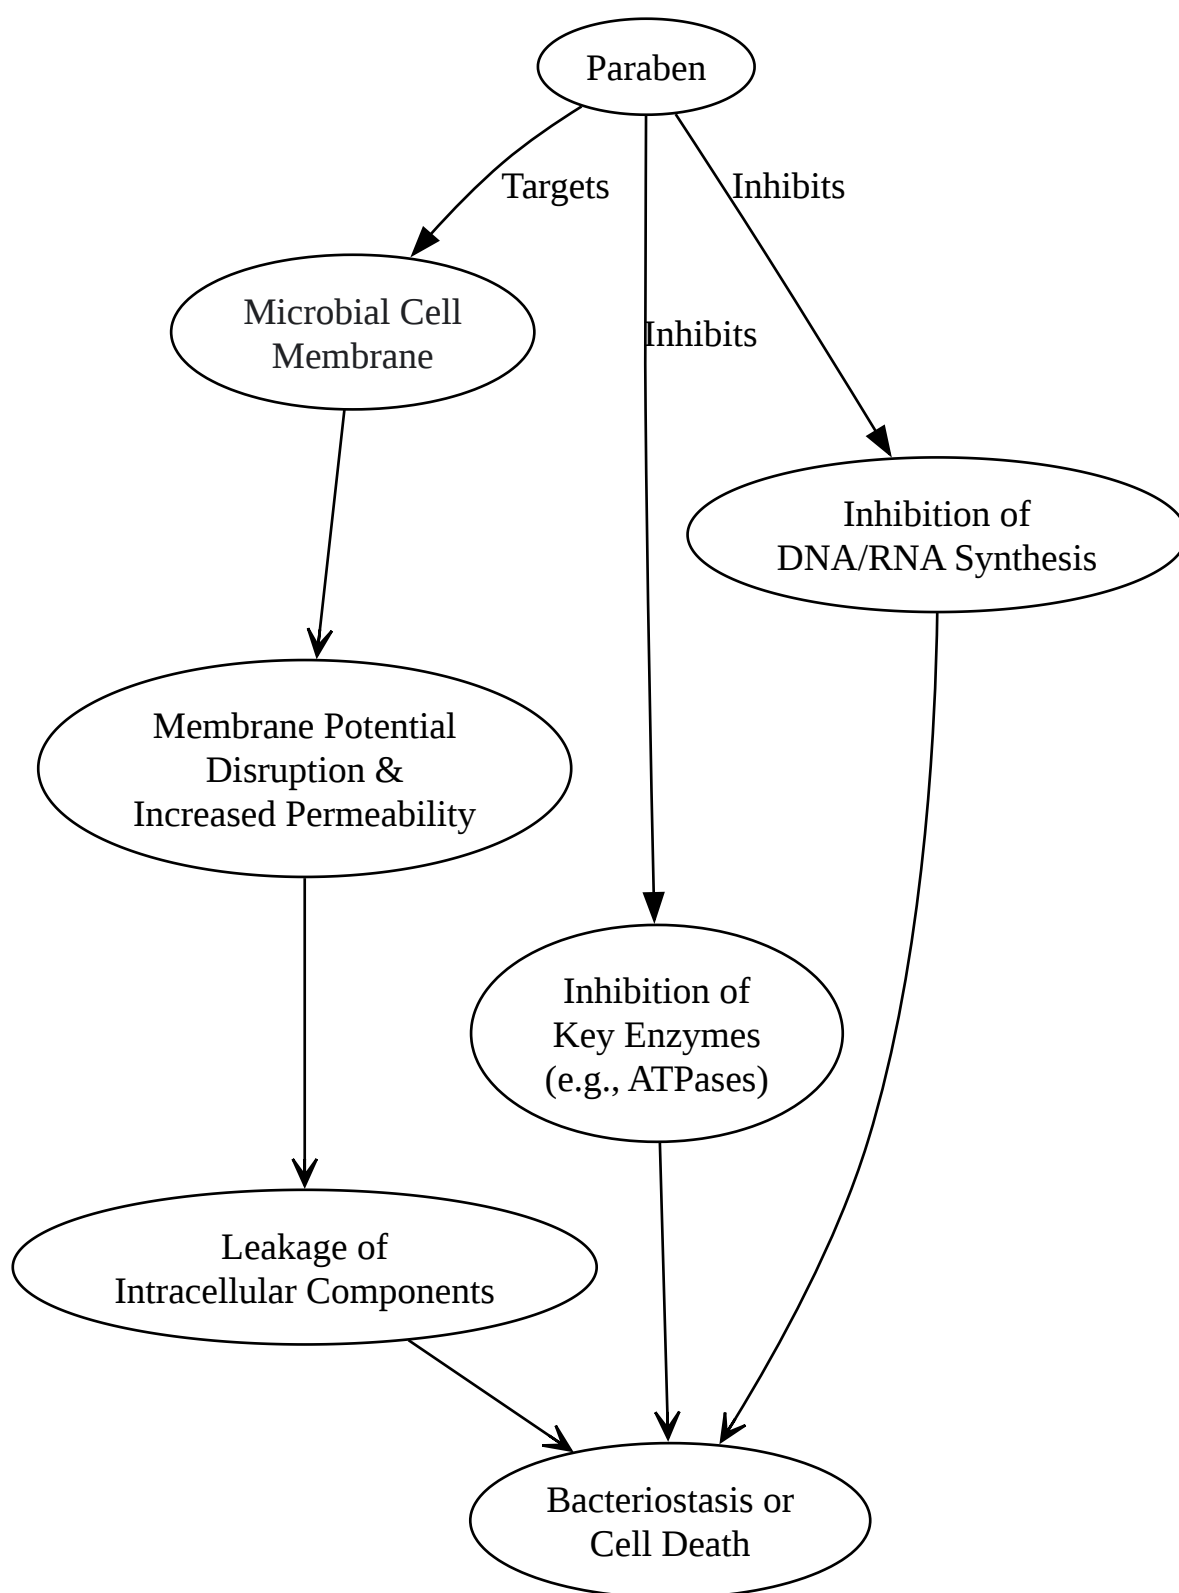 Paraben
Targets
Inhibits
Microbial Cell
Membrane
Inhibits
Inhibition of
DNA/RNA Synthesis
Membrane Potential
Disruption &
Increased Permeability
Inhibition of
Key Enzymes
(e.g., ATPases)
Leakage of
Intracellular Components
Bacteriostasis or
Cell Death